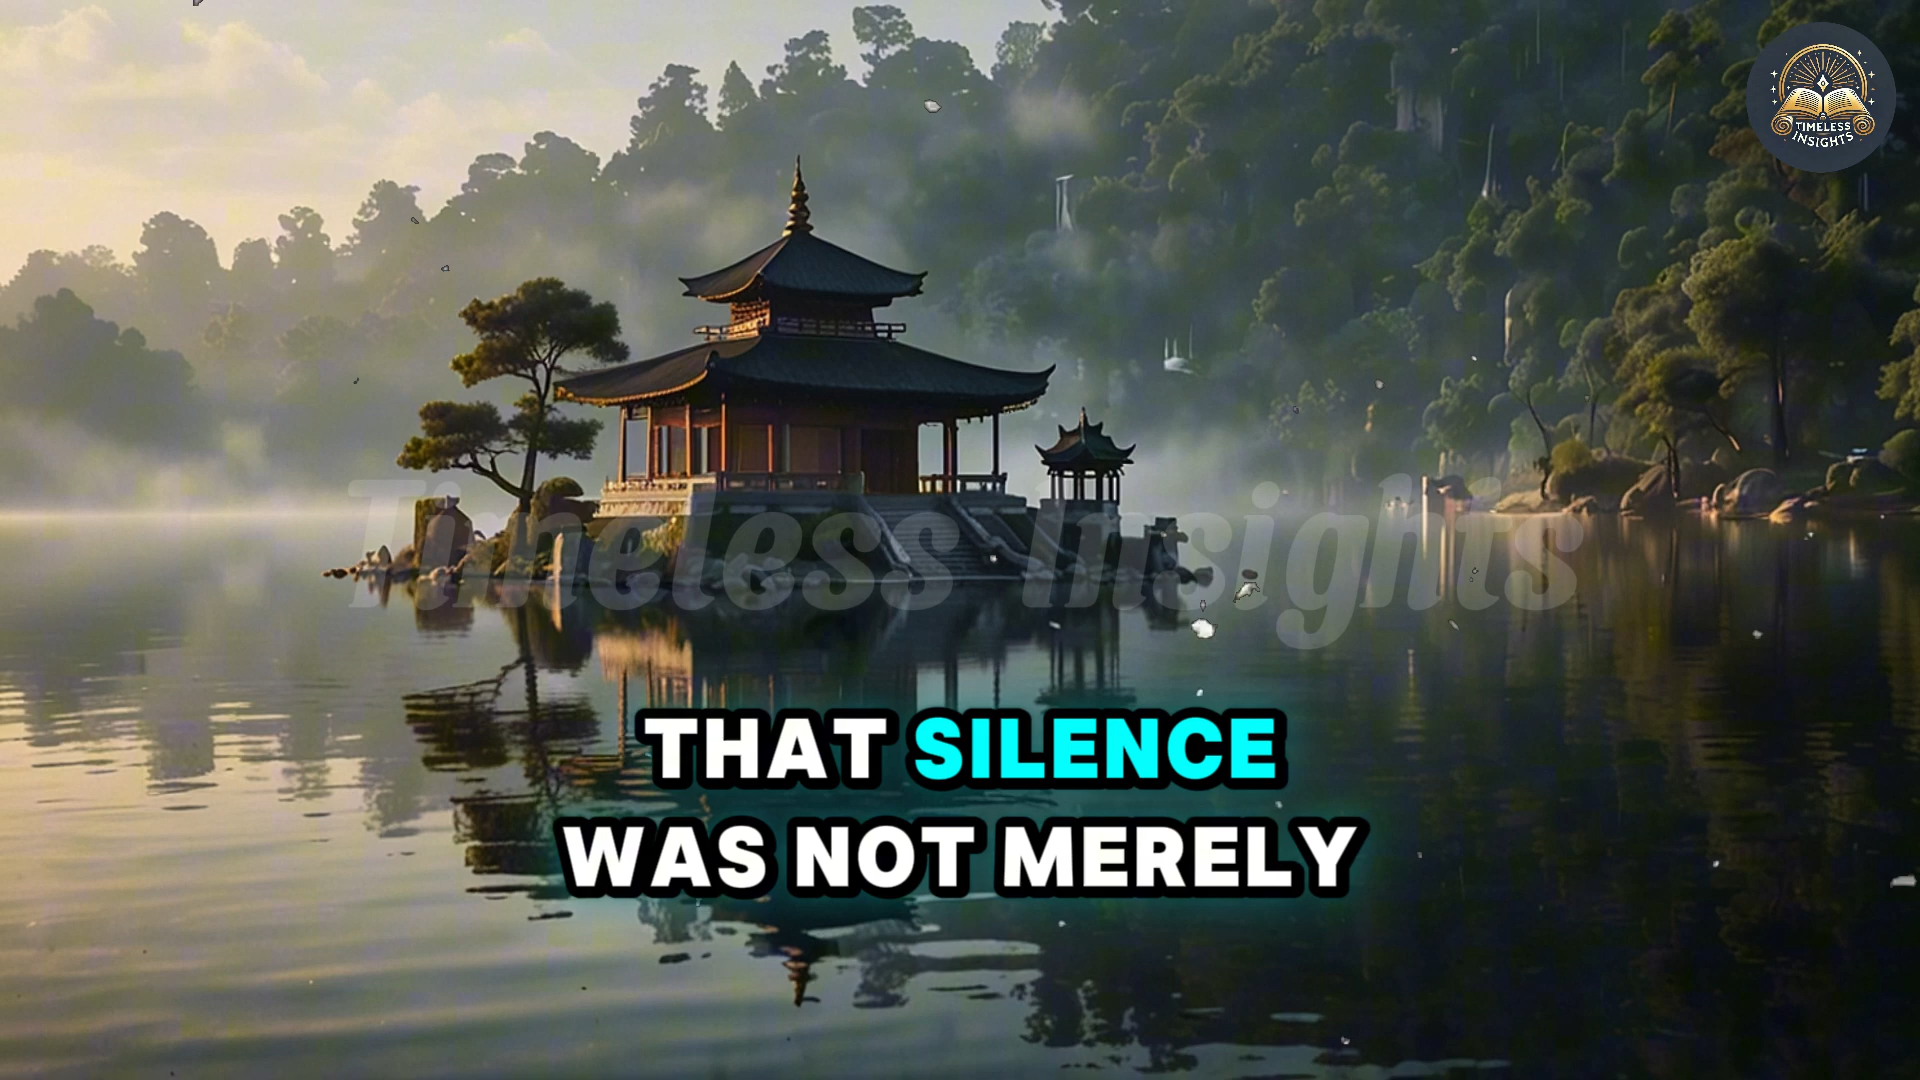 TIMELESS
INSIGHTS
Timeless Insights
THAT SILENCE
WAS NOT MERELY